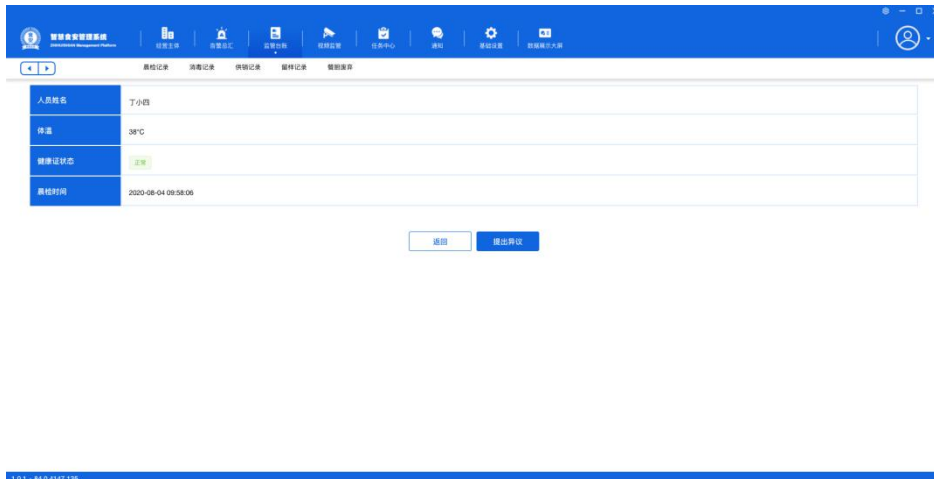 智慧食安管理系统
经营主体
告警总汇
监管台账
视频监管
任务中心
通知
基础设置
数据展示大屏
晨检记录
消毒记录
供销记录
留样记录
餐厨废弃
人员姓名
丁小四
体温
38°C
健康证状态
正常
晨检时间
2020-08-04 09:58:06
返回
提出异议